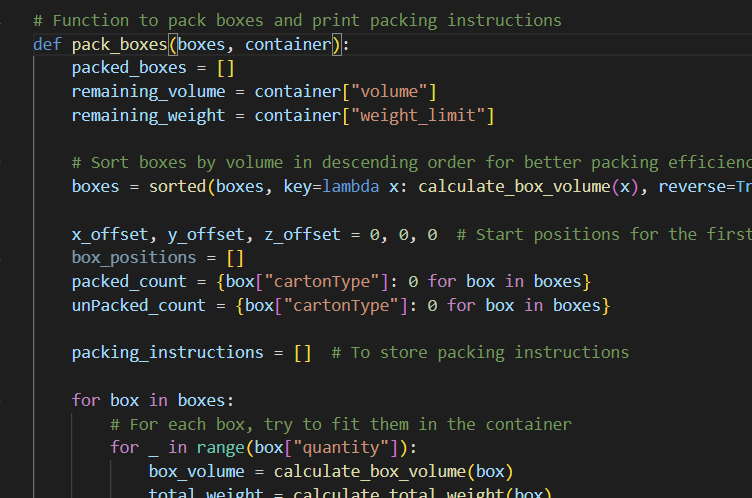 # Function to pack boxes and print packing instructions
def pack_boxes(boxes, container):
    packed_boxes = []
    remaining_volume = container["volume"]
    remaining_weight = container["weight_limit"]
    # Sort boxes by volume in descending order for better packing efficienc
    boxes = sorted(boxes, key=lambda x: calculate_box_volume(x), reverse=Tr
    x_offset, y_offset, z_offset = 0, 0, 0  # Start positions for the first
    box_positions = []
    packed_count = {box["cartonType"]: 0 for box in boxes}
    unPacked_count = {box["cartonType"]: 0 for box in boxes}
    packing_instructions = []  # To store packing instructions
    for box in boxes:
        # For each box, try to fit them in the container
        for _ in range(box["quantity"]):
            box_volume = calculate_box_volume(box)
            total_weight = calculate_total_weight(box)